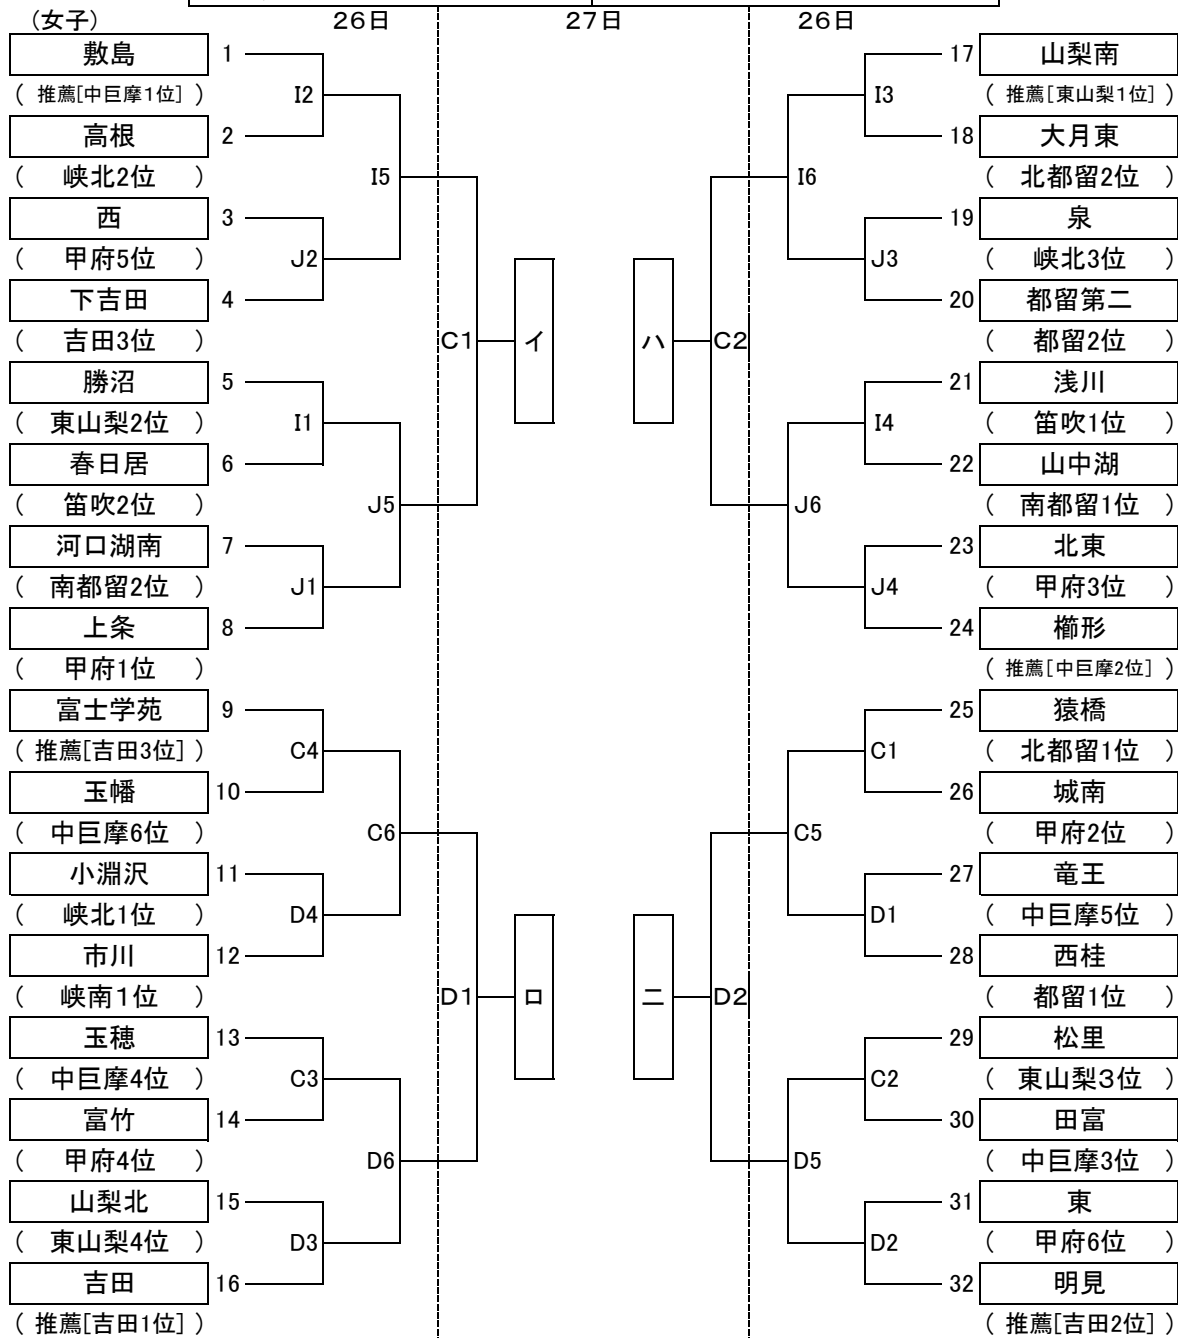 (女子)
26日
27日
26日
敷島 1
( 推薦[中巨摩1位] )
高根 2
( 峡北2位 )
西 3
( 甲府5位 )
下吉田 4
( 吉田3位 )
勝沼 5
( 東山梨2位 )
春日居 6
( 笛吹2位 )
河口湖南 7
( 南都留2位 )
上条 8
( 甲府1位 )
富士学苑 9
( 推薦[吉田3位] )
玉幡 10
( 中巨摩6位 )
小淵沢 11
( 峡北1位 )
市川 12
( 峡南1位 )
玉穂 13
( 中巨摩4位 )
富竹 14
( 甲府4位 )
山梨北 15
( 東山梨4位 )
吉田 16
( 推薦[吉田1位] )
I2
J2
I1
J1
C4
D4
C3
D3
I5
J5
C6
D6
C1
D1
イ
ロ
ハ
ニ
C2
D2
I6
J6
C5
D5
I3
J3
I4
J4
C1
D1
C2
D2
17 山梨南
( 推薦[東山梨1位] )
18 大月東
( 北都留2位 )
19 泉
( 峡北3位 )
20 都留第二
( 都留2位 )
21 浅川
( 笛吹1位 )
22 山中湖
( 南都留1位 )
23 北東
( 甲府3位 )
24 櫛形
( 推薦[中巨摩2位] )
25 猿橋
( 北都留1位 )
26 城南
( 甲府2位 )
27 竜王
( 中巨摩5位 )
28 西桂
( 都留1位 )
29 松里
( 東山梨3位 )
30 田富
( 中巨摩3位 )
31 東
( 甲府6位 )
32 明見
( 推薦[吉田2位] )